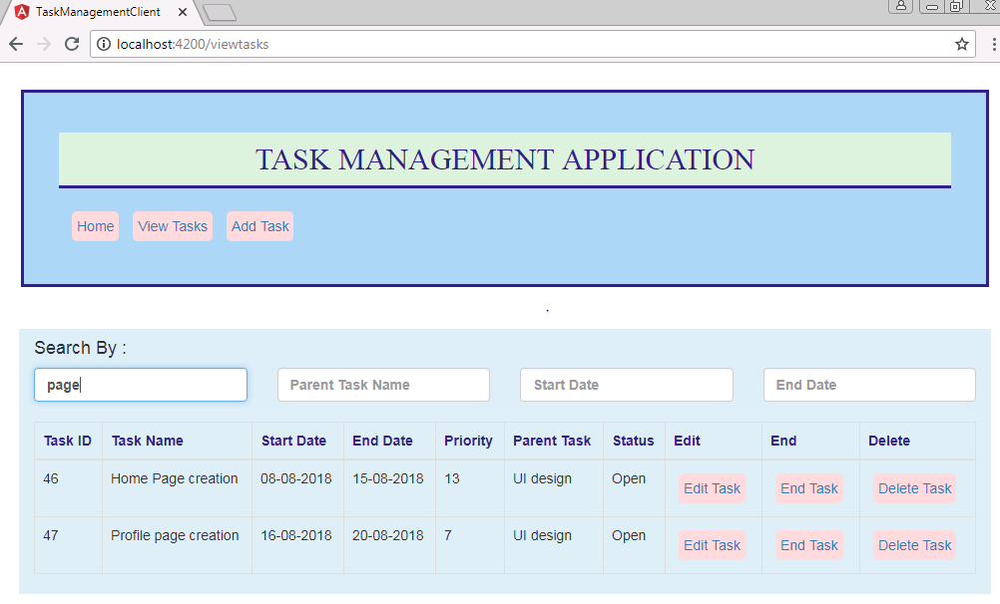 TaskManagementClient
localhost:4200/viewtasks
TASK MANAGEMENT APPLICATION
Home View Tasks Add Task
.
Search By :
page Parent Task Name Start Date End Date
Task ID Task Name Start Date End Date Priority Parent Task Status Edit End Delete
46 Home Page creation 08-08-2018 15-08-2018 13 UI design Open Edit Task End Task Delete Task
47 Profile page creation 16-08-2018 20-08-2018 7 UI design Open Edit Task End Task Delete Task